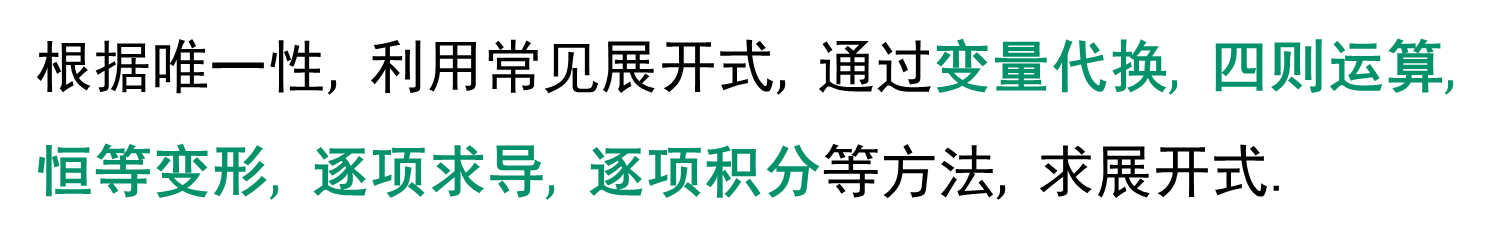 根据唯一性, 利用常见展开式, 通过变量代换, 四则运算,
恒等变形, 逐项求导, 逐项积分等方法, 求展开式.